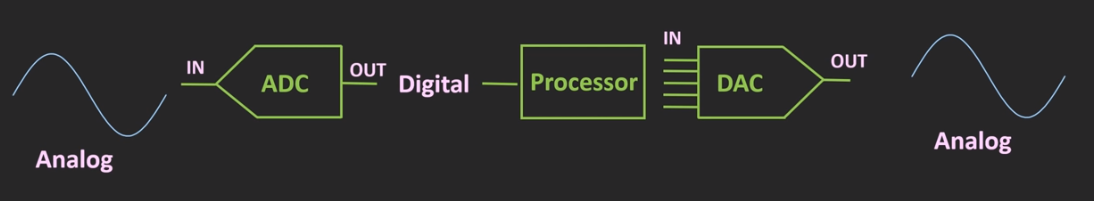 Analog
IN
ADC
OUT
Digital
Processor
IN
DAC
OUT
Analog